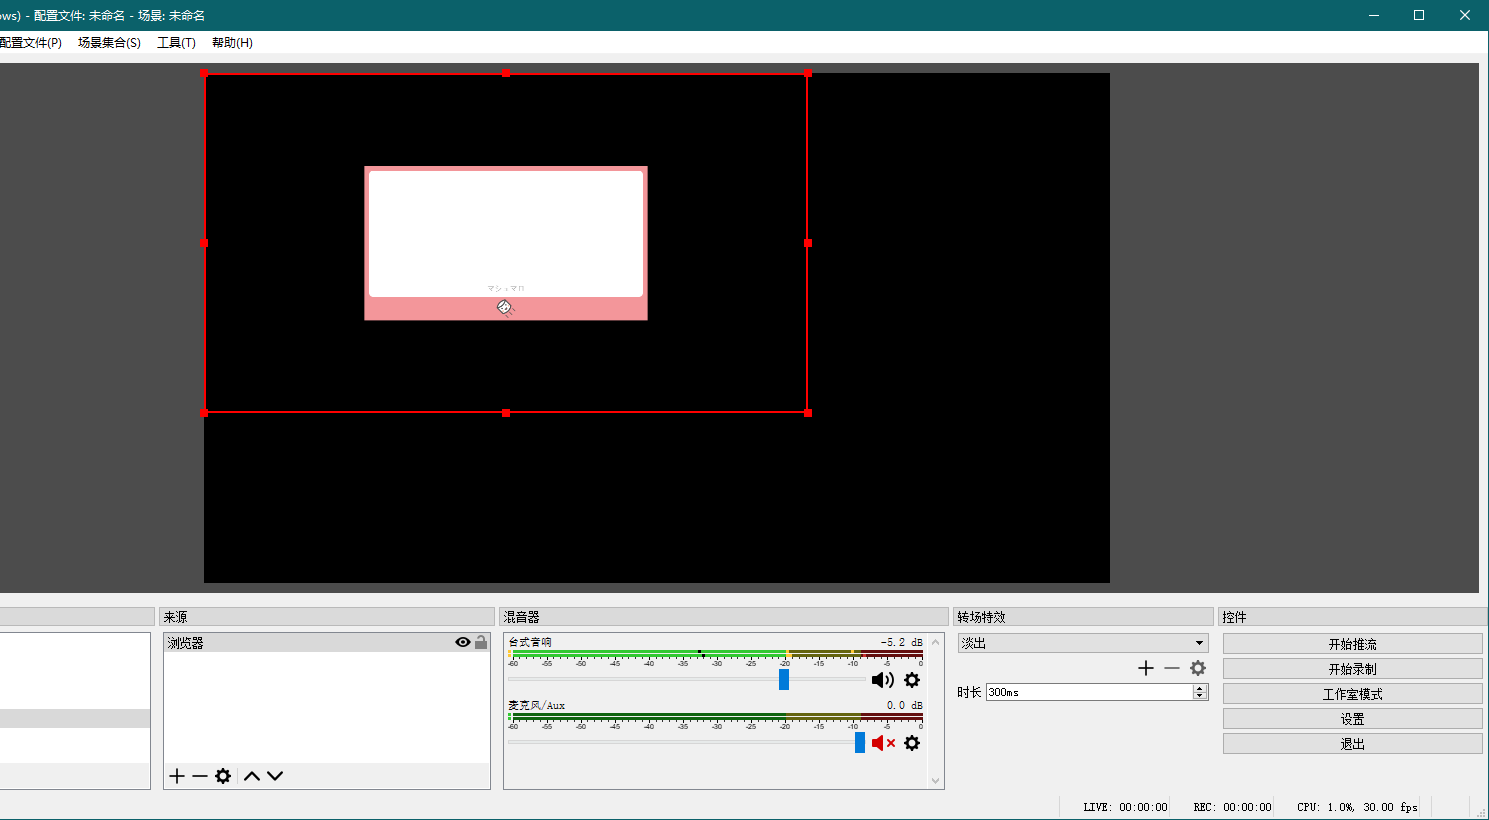 ows) - 配置文件: 未命名 - 场景: 未命名
配置文件(P) 场景集合(S) 工具(T) 帮助(H)
マシュマロ
来源
浏览器
混音器
台式音响 -5.2 dB
-60 -55 -50 -45 -40 -35 -30 -25 -20 -15 -10 -5 0
麦克风/Aux 0.0 dB
-60 -55 -50 -45 -40 -35 -30 -25 -20 -15 -10 -5 0
转场特效
淡出
时长 300ms
控件
开始推流
开始录制
工作室模式
设置
退出
LIVE: 00:00:00 REC: 00:00:00 CPU: 1.0%, 30.00 fps